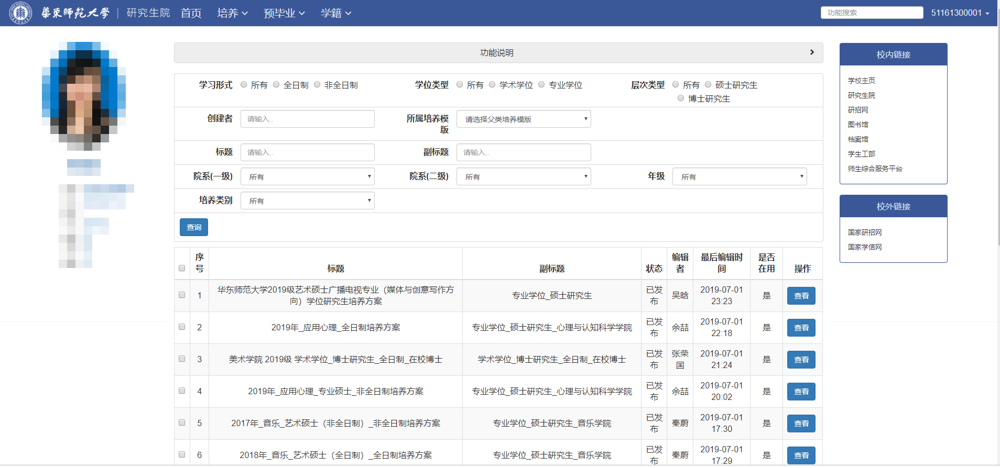 華東師範大學 研究生院 首页 培养 预毕业 学籍 功能搜索 51161300001
功能说明
学习形式 所有 全日制 非全日制 学位类型 所有 学术学位 专业学位 层次类型 所有 硕士研究生
博士研究生
创建者 请输入.. 所属培养模
版 请选择父类培养模版
标题 请输入.. 副标题 请输入..
院系(一级) 所有 院系(二级) 所有 年级 所有
培养类别 所有
查询
序
号 标题 副标题 状态 编辑
者 最后编辑时
间 是否
在用 操作
1 华东师范大学2019级艺术硕士广播电视专业（媒体与创意写作方
向）学位研究生培养方案 专业学位_硕士研究生 已发
布 吴晗 2019-07-01
23:23 是 查看
2 2019年_应用心理_全日制培养方案 专业学位_硕士研究生_心理与认知科学学院 已发
布 余喆 2019-07-01
22:18 是 查看
3 美术学院 2019级 学术学位_博士研究生_全日制_在校博士 学术学位_博士研究生_全日制_在校博士 已发
布 张荣
国 2019-07-01
21:24 是 查看
4 2019年_应用心理_专业硕士_非全日制培养方案 专业学位_硕士研究生_心理与认知科学学院 已发
布 余喆 2019-07-01
20:02 是 查看
5 2017年_音乐_艺术硕士（非全日制）_非全日制培养方案 专业学位_硕士研究生_音乐学院 已发
布 秦蔚 2019-07-01
17:30 是 查看
6 2018年_音乐_艺术硕士（全日制）_全日制培养方案 专业学位_硕士研究生_音乐学院 已发
布 秦蔚 2019-07-01
17:29 是 查看
校内链接
学校主页
研究生院
研招网
图书馆
档案馆
学生工部
师生综合服务平台
校外链接
国家研招网
国家学信网